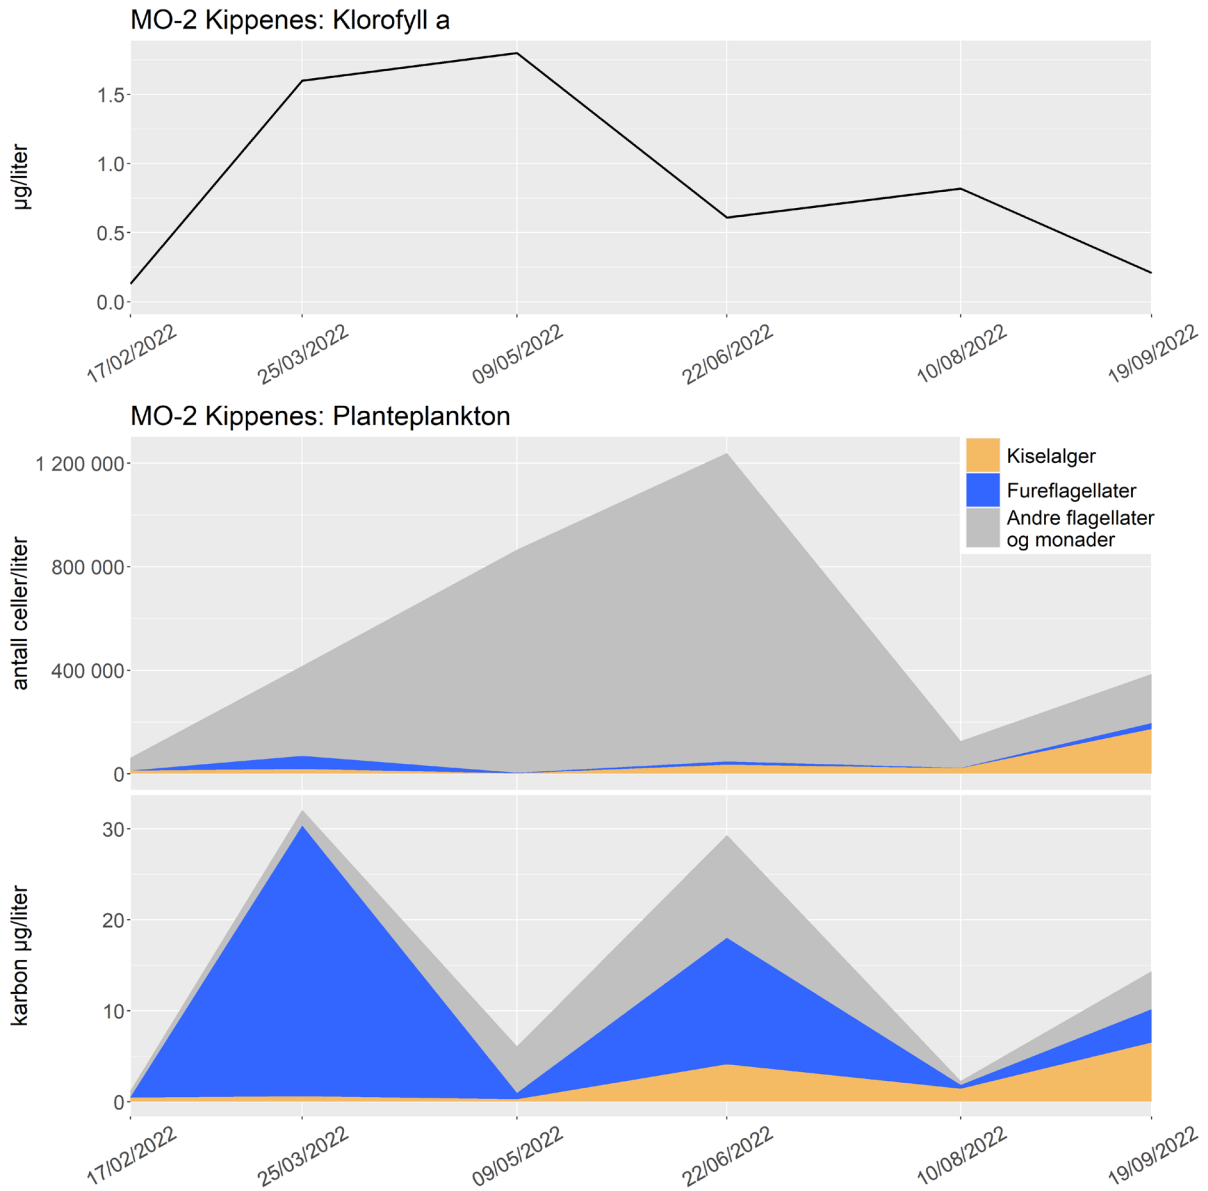 MO-2 Kippenes: Klorofyll a
µg/liter
1.5
1.0
0.5
0.0
17/02/2022
25/03/2022
09/05/2022
22/06/2022
10/08/2022
19/09/2022
MO-2 Kippenes: Planteplankton
antall celler/liter
1 200 000
800 000
400 000
0
Kiselalger
Fureflagellater
Andre flagellater
og monader
karbon µg/liter
30
20
10
0
17/02/2022
25/03/2022
09/05/2022
22/06/2022
10/08/2022
19/09/2022